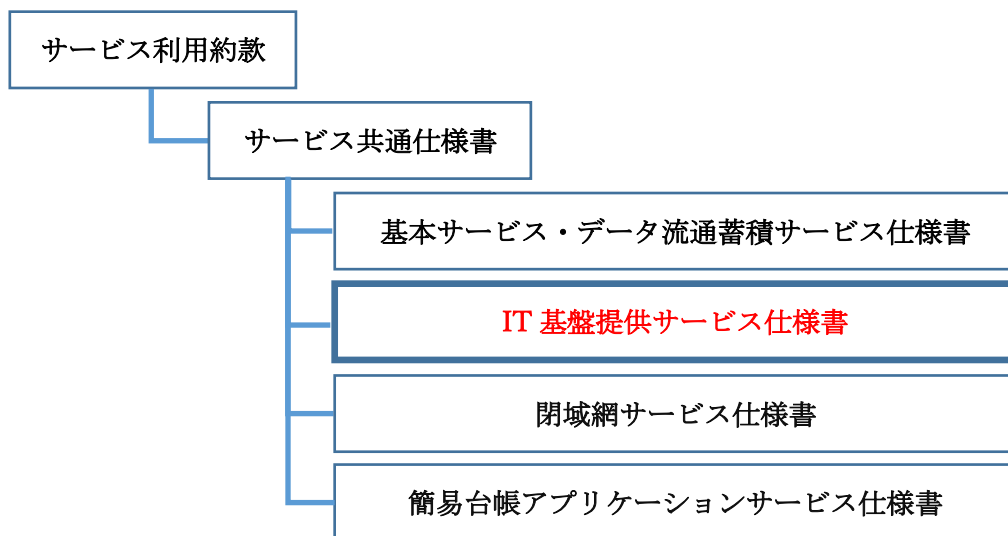 サービス利用約款
サービス共通仕様書
基本サービス・データ流通蓄積サービス仕様書
IT 基盤提供サービス仕様書
閉域網サービス仕様書
簡易台帳アプリケーションサービス仕様書